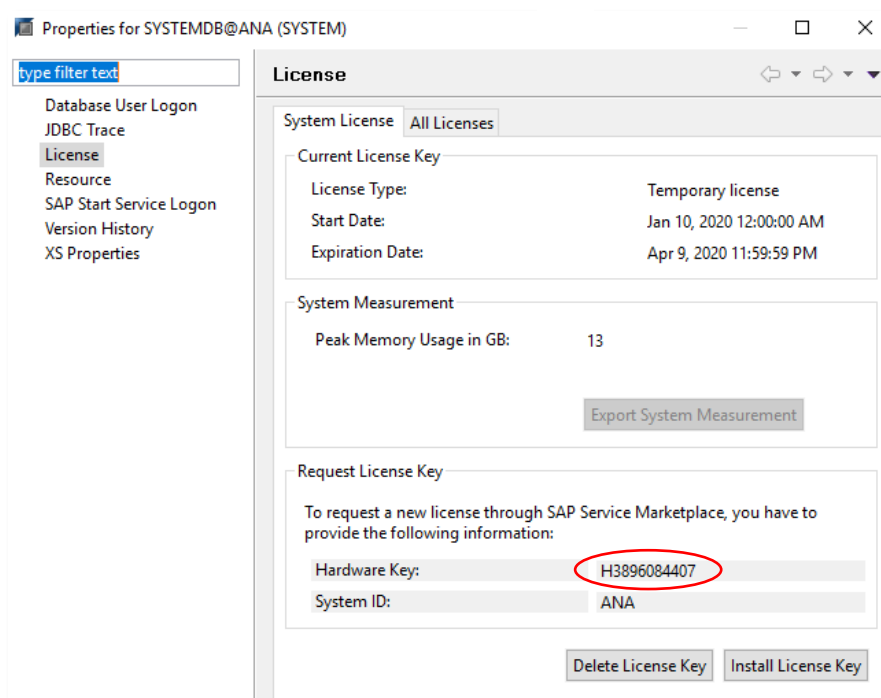 Properties for SYSTEMDB@ANA (SYSTEM)
type filter text
Database User Logon
JDBC Trace
License
Resource
SAP Start Service Logon
Version History
XS Properties
License
System License All Licenses
Current License Key
License Type: Temporary license
Start Date: Jan 10, 2020 12:00:00 AM
Expiration Date: Apr 9, 2020 11:59:59 PM
System Measurement
Peak Memory Usage in GB: 13
Export System Measurement
Request License Key
To request a new license through SAP Service Marketplace, you have to
provide the following information:
Hardware Key: H3896084407
System ID: ANA
Delete License Key Install License Key